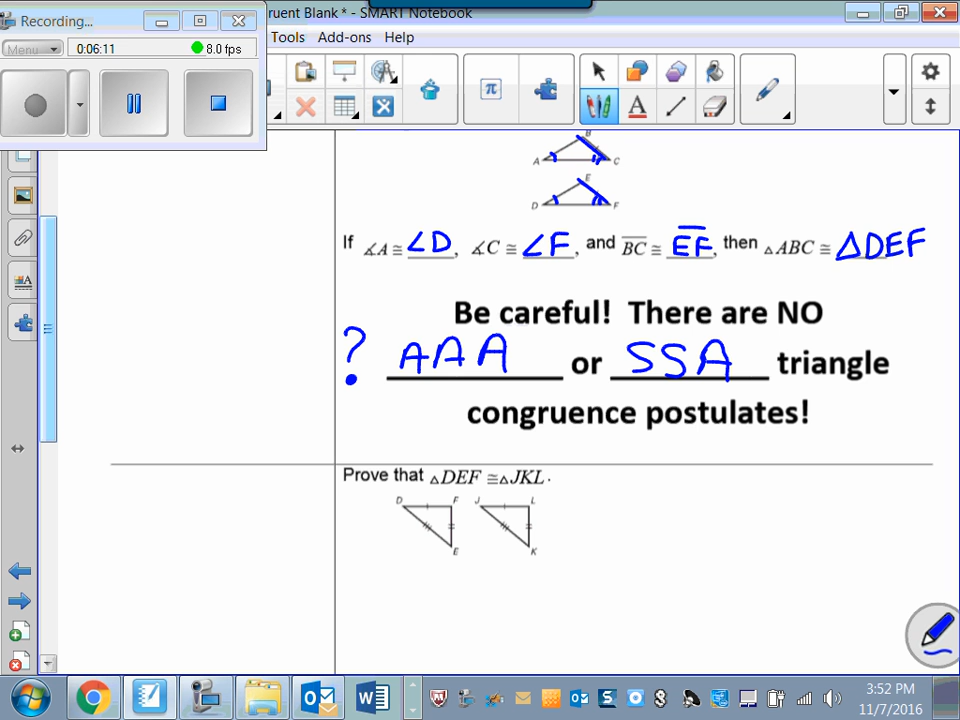 Recording...
ruent Blank * - SMART Notebook
Menu
0:06:11
8.0 fps
Tools Add-ons Help
π
A
B
A
C
E
D
F
If ∡A ≅ ∠D, ∡C ≅ ∠F, and BC ≅ EF, then △ABC ≅ △DEF
Be careful! There are NO
? AAA or SSA triangle
congruence postulates!
Prove that △DEF ≅ △JKL.
D F J L
E K
3:52 PM
11/7/2016